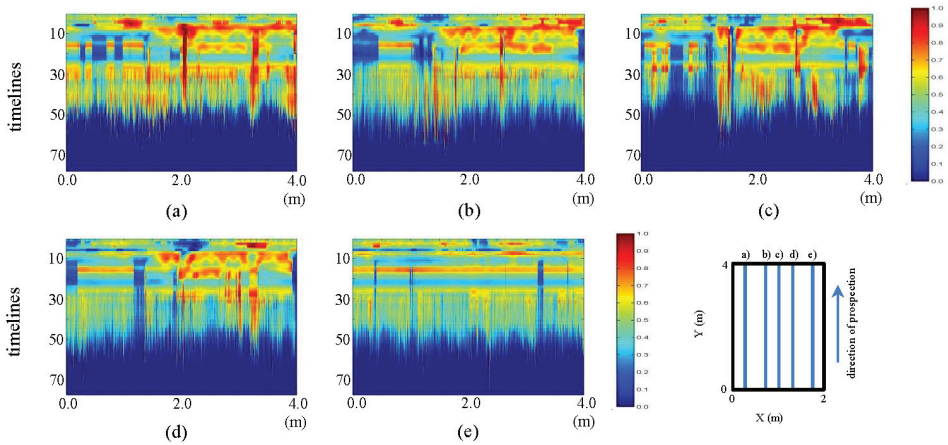 timelines
10
30
50
70
0.0 2.0 4.0
(m)
(a)
10
30
50
70
0.0 2.0 4.0
(m)
(b)
10
30
50
70
0.0 2.0 4.0
(m)
(c)
1.0
0.9
0.8
0.7
0.6
0.5
0.4
0.3
0.2
0.1
0.0
timelines
10
30
50
70
0.0 2.0 4.0
(m)
(d)
10
30
50
70
0.0 2.0 4.0
(m)
(e)
1.0
0.9
0.8
0.7
0.6
0.5
0.4
0.3
0.2
0.1
0.0
a) b) c) d) e)
4
Y (m)
0
0 2
X (m)
direction of prospection